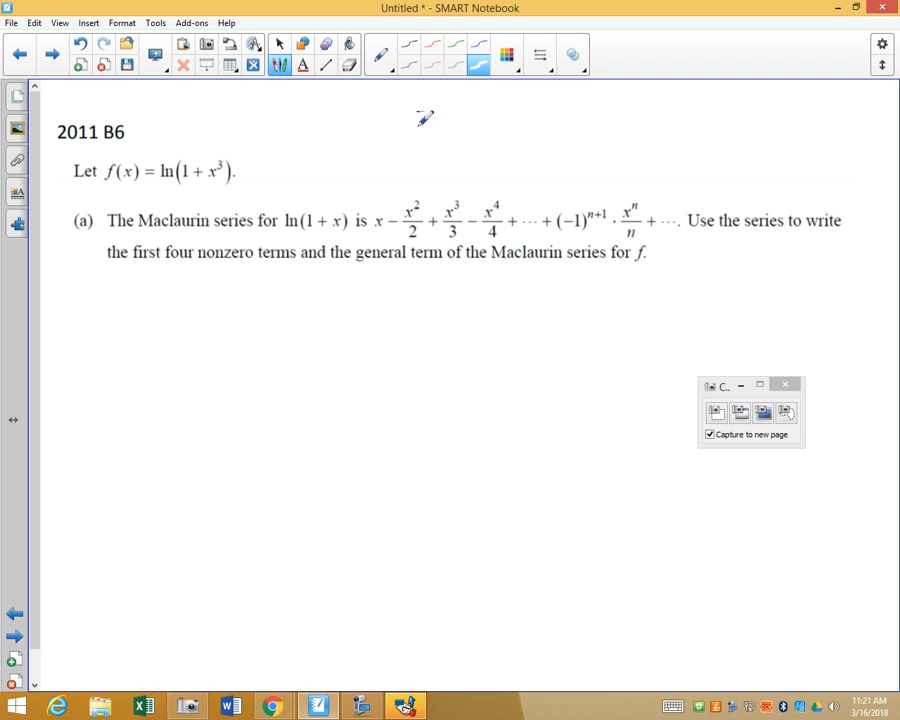 Untitled * - SMART Notebook
File Edit View Insert Format Tools Add-ons Help
2011 B6
Let f(x) = ln(1 + x³).
(a) The Maclaurin series for ln(1 + x) is x − x²/2 + x³/3 − x⁴/4 + ⋯ + (−1)ⁿ⁺¹ · xⁿ/n + ⋯. Use the series to write
the first four nonzero terms and the general term of the Maclaurin series for f.
C..
Capture to new page
11:21 AM
3/16/2018